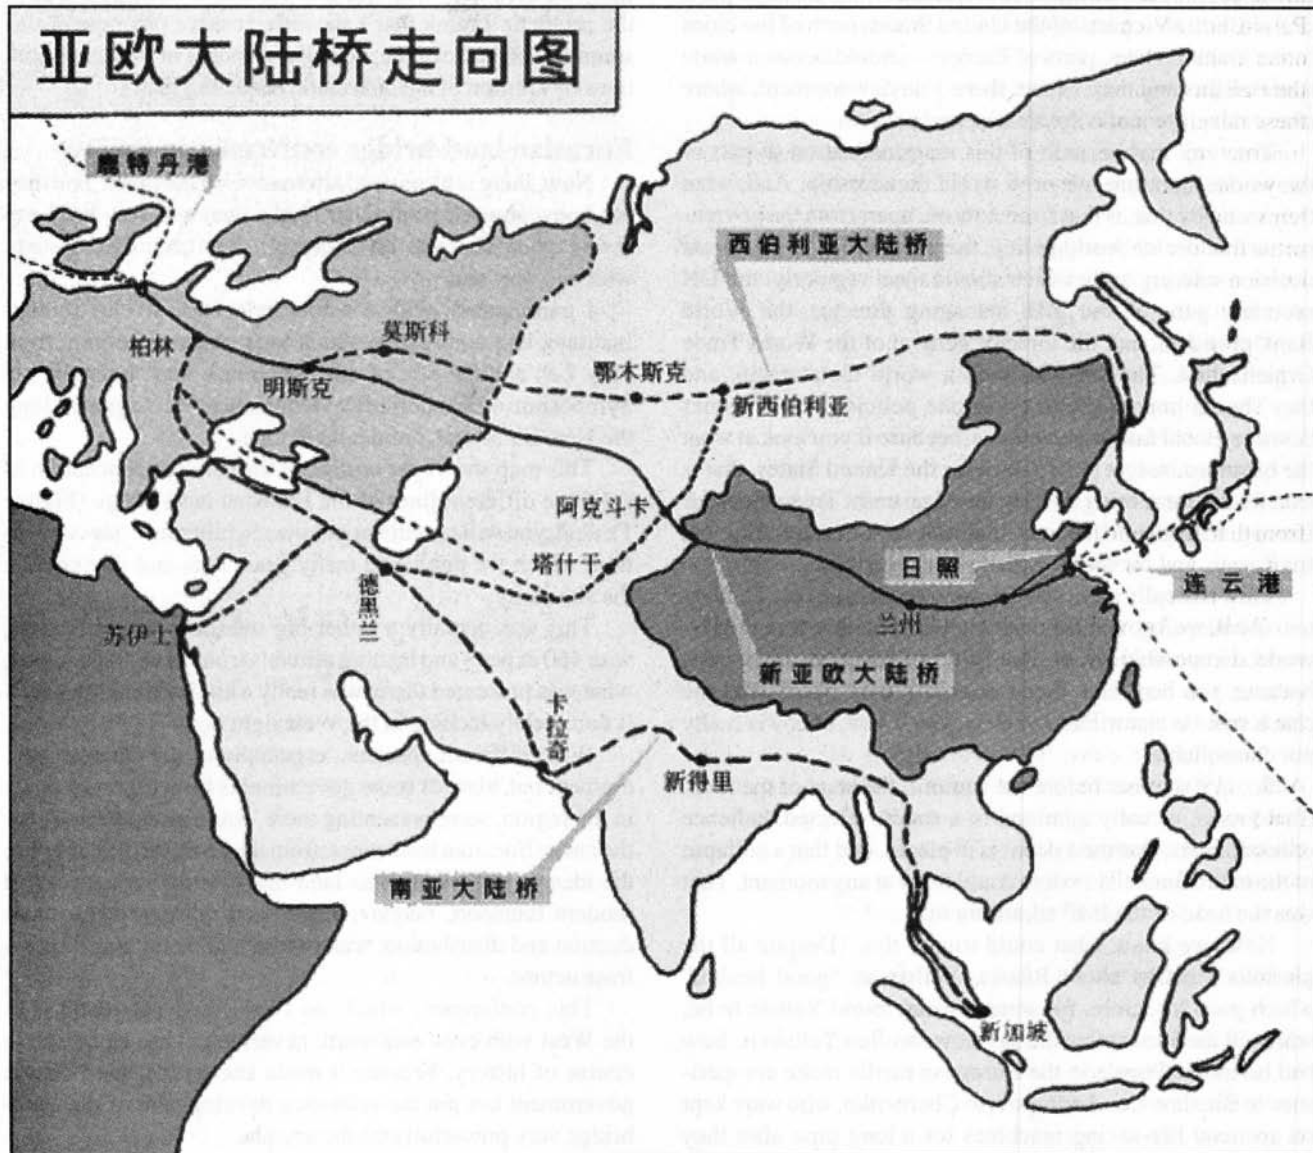 亚欧大陆桥走向图
鹿特丹港
西伯利亚大陆桥
莫斯科
柏林
明斯克
鄂木斯克
新西伯利亚
阿克斗卡
塔什干
日照
连云港
德里兰
兰州
苏伊士
新亚欧大陆桥
卡拉奇
新得里
南亚大陆桥
新加坡